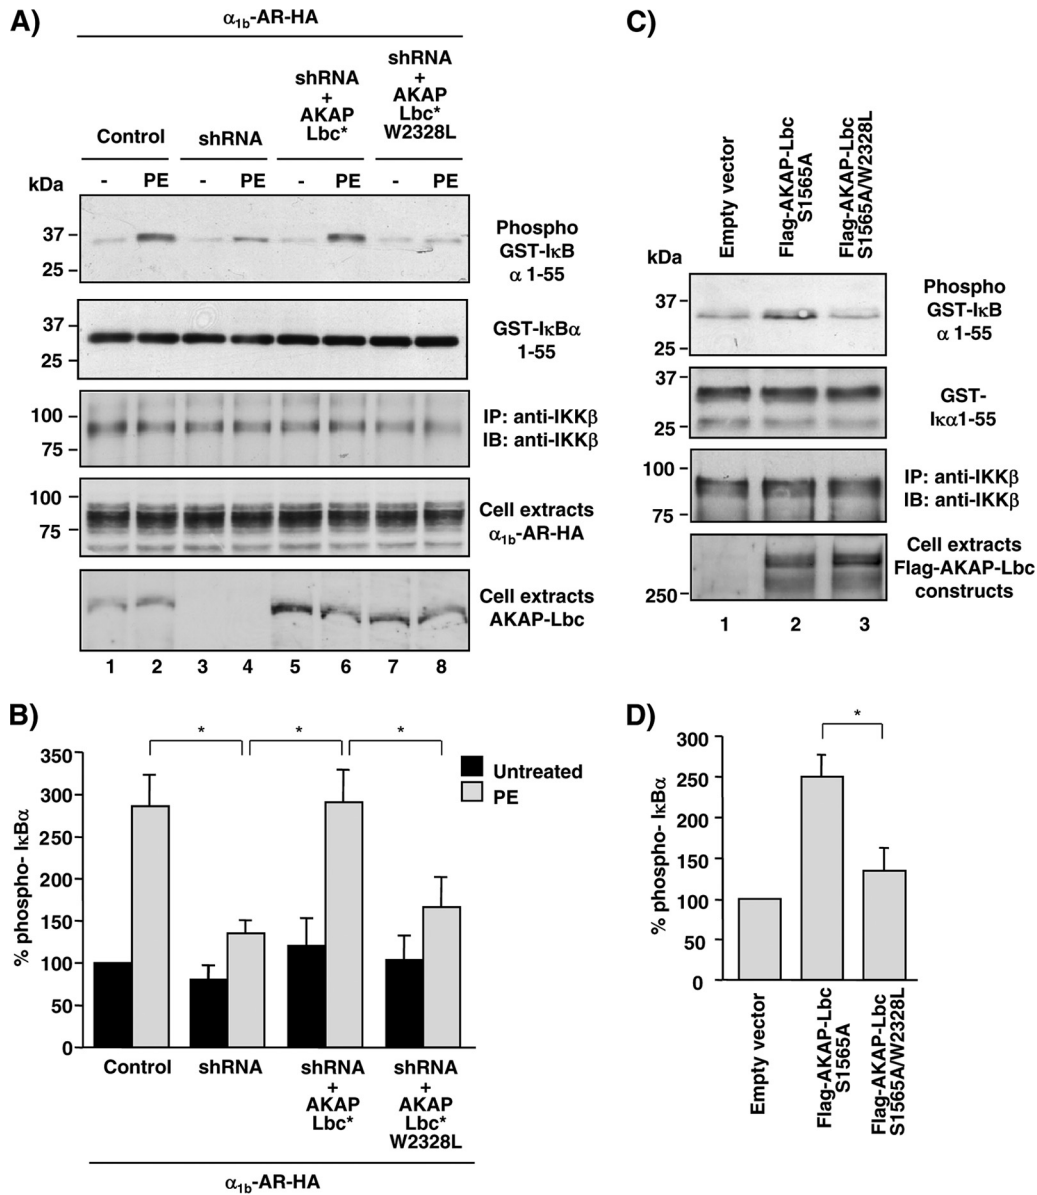 A)
α1b-AR-HA
Control
shRNA
shRNA
+
AKAP
Lbc*
shRNA
+
AKAP
Lbc*
W2328L
kDa
- PE - PE - PE - PE
37
25
Phospho
GST-IκB
α 1-55
37
25
GST-IκBα
1-55
100
75
IP: anti-IKKβ
IB: anti-IKKβ
100
75
Cell extracts
α1b-AR-HA
Cell extracts
AKAP-Lbc
1 2 3 4 5 6 7 8
B)
* * *
Untreated
PE
% phospho- IκBα
350
300
250
200
150
100
50
0
Control
shRNA
shRNA
+
AKAP
Lbc*
shRNA
+
AKAP
Lbc*
W2328L
α1b-AR-HA
C)
Empty vector
Flag-AKAP-Lbc
S1565A
Flag-AKAP-Lbc
S1565A/W2328L
kDa
37
25
Phospho
GST-IκB
α 1-55
37
25
GST-
Iκα1-55
100
75
IP: anti-IKKβ
IB: anti-IKKβ
250
Cell extracts
Flag-AKAP-Lbc
constructs
1 2 3
D)
*
% phospho- IκBα
300
250
200
150
100
50
0
Empty vector
Flag-AKAP-Lbc
S1565A
Flag-AKAP-Lbc
S1565A/W2328L